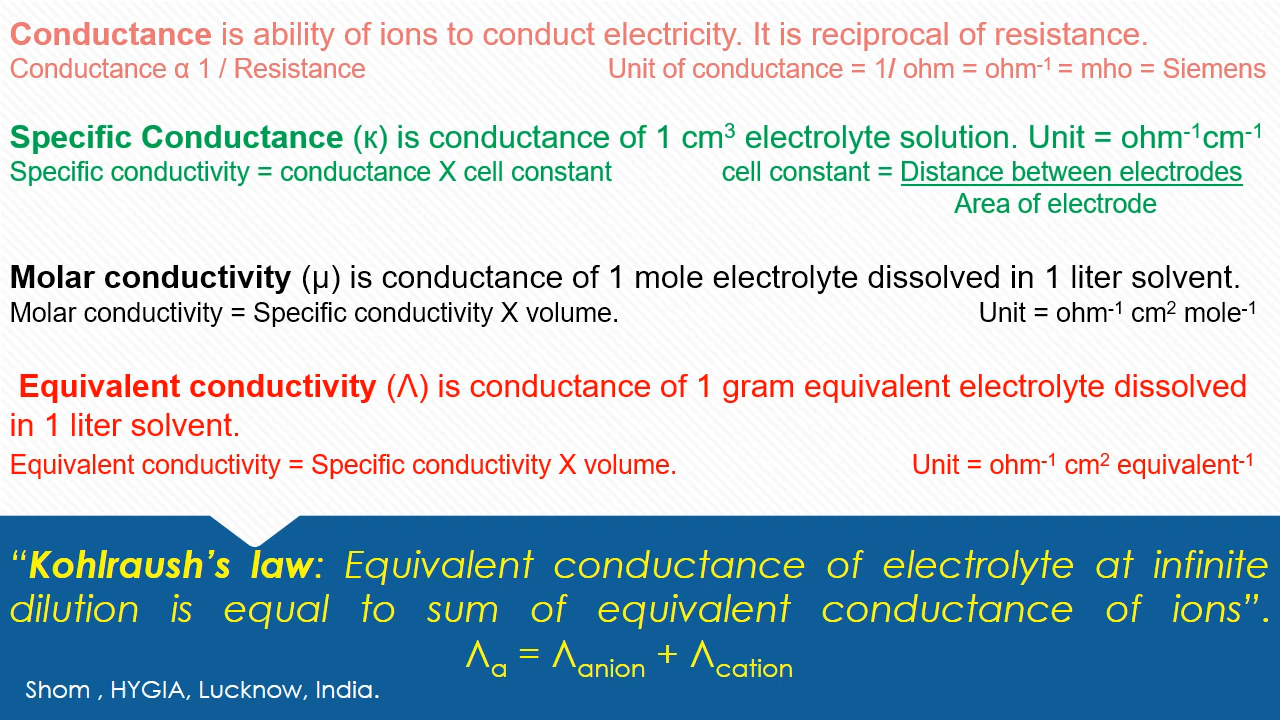 Conductance is ability of ions to conduct electricity. It is reciprocal of resistance.
Conductance α 1 / Resistance Unit of conductance = 1/ ohm = ohm⁻¹ = mho = Siemens
Specific Conductance (κ) is conductance of 1 cm³ electrolyte solution. Unit = ohm⁻¹cm⁻¹
Specific conductivity = conductance X cell constant cell constant = Distance between electrodes
Area of electrode
Molar conductivity (μ) is conductance of 1 mole electrolyte dissolved in 1 liter solvent.
Molar conductivity = Specific conductivity X volume. Unit = ohm⁻¹ cm² mole⁻¹
Equivalent conductivity (Λ) is conductance of 1 gram equivalent electrolyte dissolved
in 1 liter solvent.
Equivalent conductivity = Specific conductivity X volume. Unit = ohm⁻¹ cm² equivalent⁻¹
“Kohlraush’s law: Equivalent conductance of electrolyte at infinite
dilution is equal to sum of equivalent conductance of ions”.
Λa = Λanion + Λcation
Shom , HYGIA, Lucknow, India.